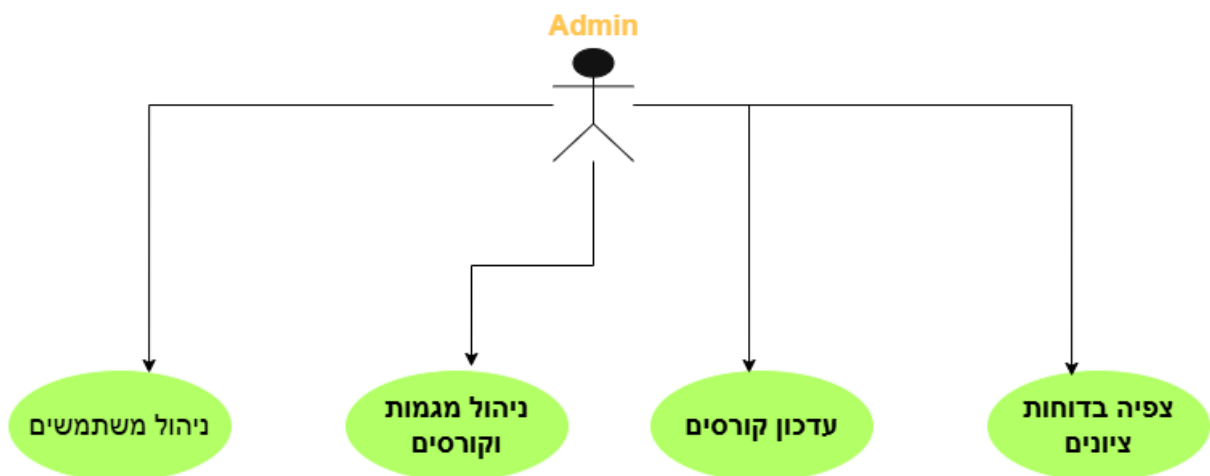 Admin
ניהול משתמשים
ניהול מגמות
וקורסים
עדכון קורסים
צפיה בדוחות
ציונים